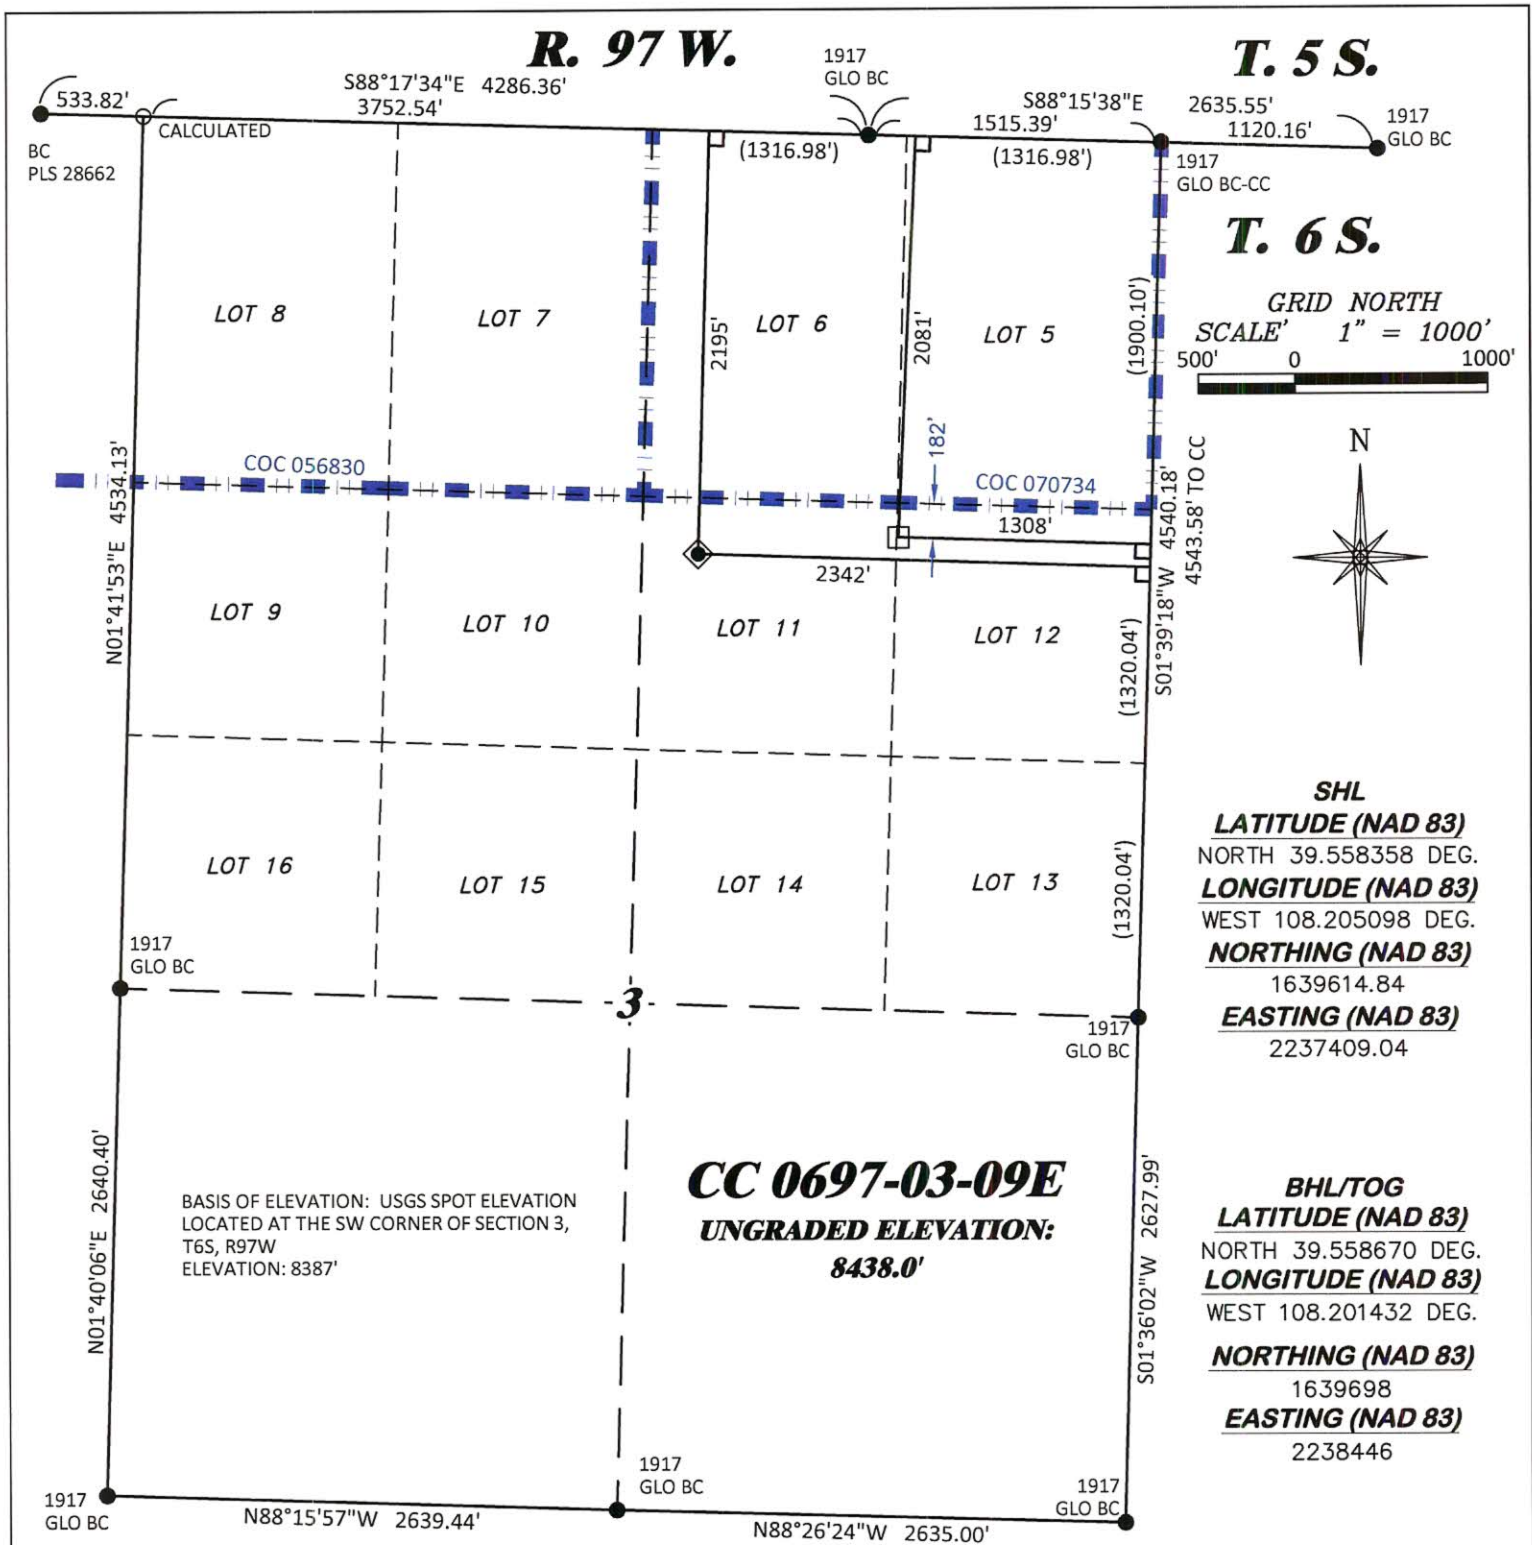 R. 97 W.
T. 5 S.
1917
GLO BC
S88°17'34"E 4286.36'
533.82'
3752.54'
CALCULATED
BC
PLS 28662
S88°15'38"E
2635.55'
1515.39'
1120.16'
1917
GLO BC
(1316.98')
(1316.98')
1917
GLO BC-CC
T. 6 S.
GRID NORTH
SCALE' 1" = 1000'
500'
0
1000'
LOT 8
LOT 7
LOT 6
LOT 5
2195'
2081'
(1900.10')
182'
N
COC 056830
COC 070734
1308'
2342'
N01°41'53"E 4534.13'
S01°39'18"W 4540.18'
4543.58' TO CC
LOT 9
LOT 10
LOT 11
LOT 12
(1320.04')
LOT 16
LOT 15
LOT 14
LOT 13
(1320.04')
1917
GLO BC
3
1917
GLO BC
SHL
LATITUDE (NAD 83)
NORTH 39.558358 DEG.
LONGITUDE (NAD 83)
WEST 108.205098 DEG.
NORTHING (NAD 83)
1639614.84
EASTING (NAD 83)
2237409.04
N01°40'06"E 2640.40'
BASIS OF ELEVATION: USGS SPOT ELEVATION
LOCATED AT THE SW CORNER OF SECTION 3,
T6S, R97W
ELEVATION: 8387'
CC 0697-03-09E
UNGRADED ELEVATION:
8438.0'
S01°36'02"W 2627.99'
BHL/TOG
LATITUDE (NAD 83)
NORTH 39.558670 DEG.
LONGITUDE (NAD 83)
WEST 108.201432 DEG.
NORTHING (NAD 83)
1639698
EASTING (NAD 83)
2238446
1917
GLO BC
1917
GLO BC
1917
GLO BC
N88°15'57"W 2639.44'
N88°26'24"W 2635.00'